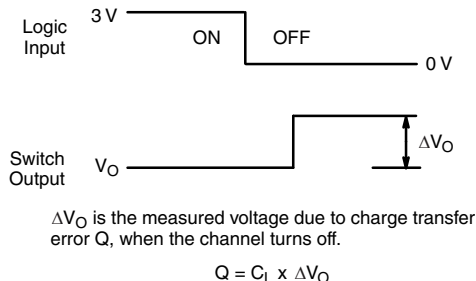 Logic
Input
3 V
ON
OFF
0 V
Switch
Output
VO
ΔVO
ΔVO is the measured voltage due to charge transfer
error Q, when the channel turns off.
Q = CL x ΔVO